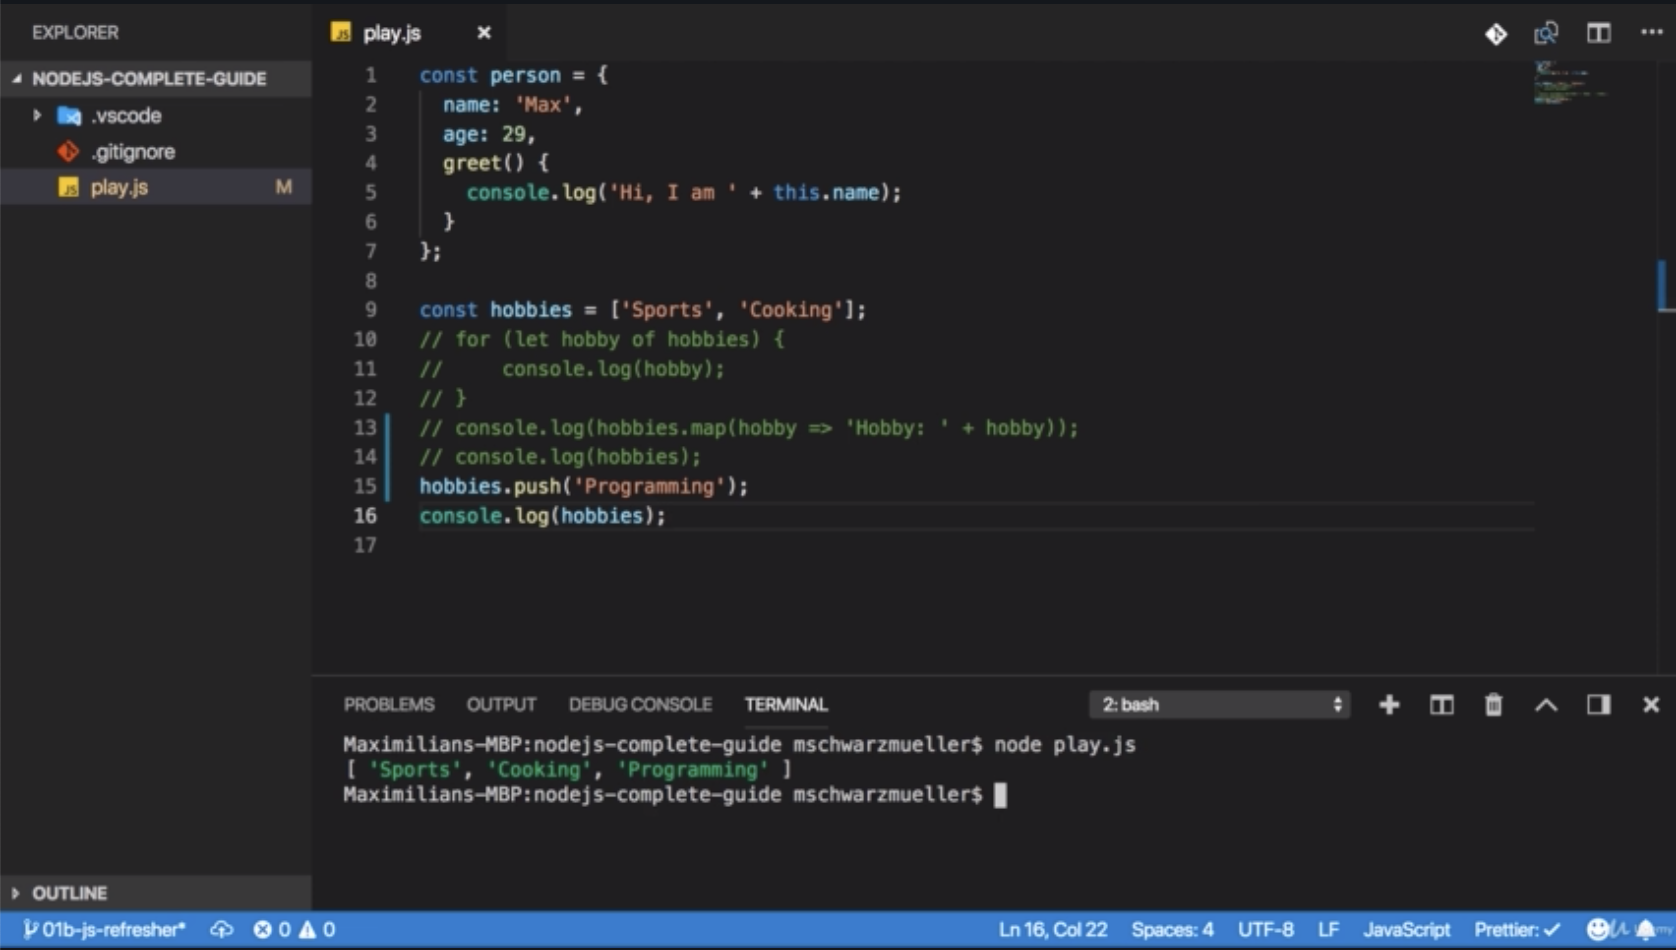 EXPLORER
NODEJS-COMPLETE-GUIDE
.vscode
.gitignore
play.js M
play.js
1 const person = {
2   name: 'Max',
3   age: 29,
4   greet() {
5     console.log('Hi, I am ' + this.name);
6   }
7 };
8
9 const hobbies = ['Sports', 'Cooking'];
10 // for (let hobby of hobbies) {
11 //     console.log(hobby);
12 // }
13 // console.log(hobbies.map(hobby => 'Hobby: ' + hobby));
14 // console.log(hobbies);
15 hobbies.push('Programming');
16 console.log(hobbies);
17
PROBLEMS OUTPUT DEBUG CONSOLE TERMINAL 2: bash
Maximilians-MBP:nodejs-complete-guide mschwarzmueller$ node play.js
[ 'Sports', 'Cooking', 'Programming' ]
Maximilians-MBP:nodejs-complete-guide mschwarzmueller$
OUTLINE
01b-js-refresher* 0 0 Ln 16, Col 22 Spaces: 4 UTF-8 LF JavaScript Prettier: ✓